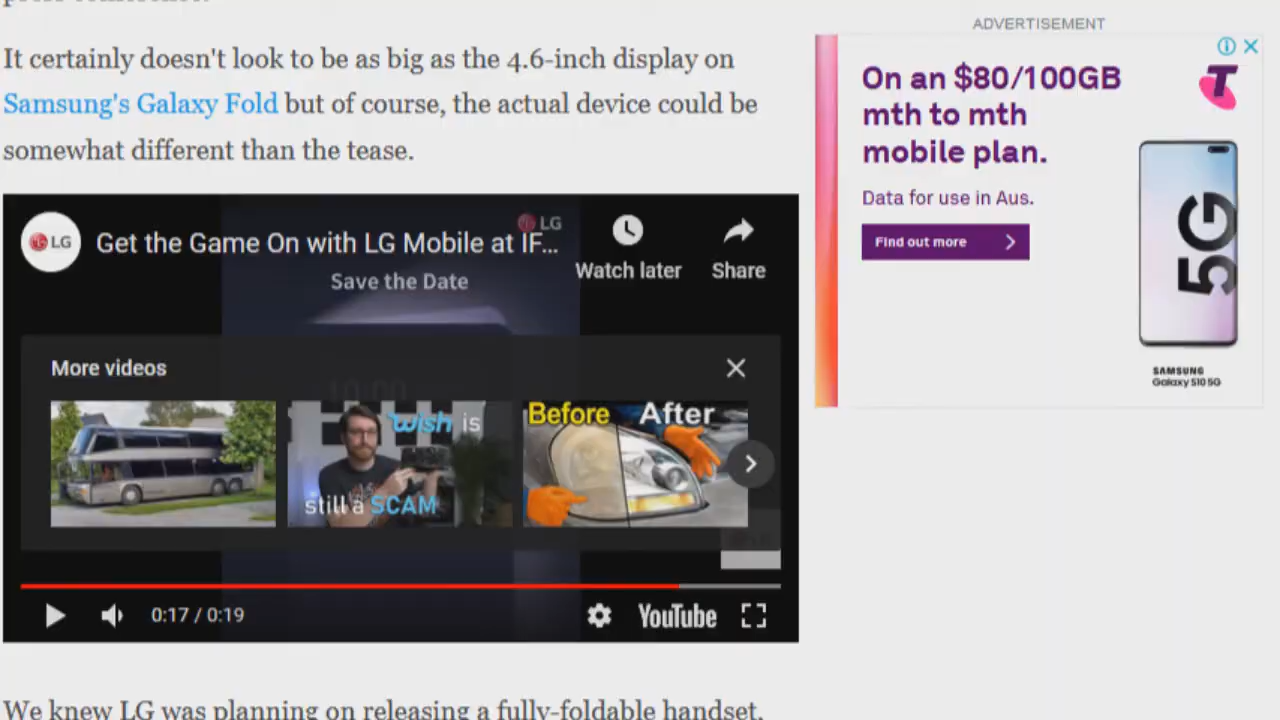 It certainly doesn't look to be as big as the 4.6-inch display on
Samsung's Galaxy Fold but of course, the actual device could be
somewhat different than the tease.
LG
Get the Game On with LG Mobile at IF...
LG
Save the Date
Watch later
Share
More videos
10:00
wish is
still a SCAM
Before After
0:17 / 0:19
YouTube
We knew LG was planning on releasing a fully-foldable handset,
ADVERTISEMENT
On an $80/100GB
mth to mth
mobile plan.
Data for use in Aus.
Find out more
T
5G
SAMSUNG
Galaxy S10 5G